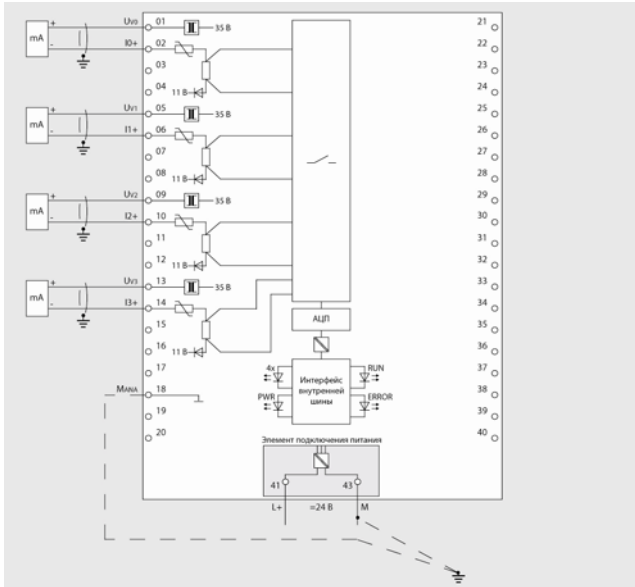 + UV0 01 35 В 21
mA
- I0+ 02 22
03 23
04 11 В 24
+ UV1 05 35 В 25
mA
- I1+ 06 26
07 27
08 11 В 28
+ UV2 09 35 В 29
mA
- I2+ 10 30
11 31
12 11 В 32
+ UV3 13 35 В 33
mA
- I3+ 14 34
АЦП
15 35
16 11 В 36
17 37
4x RUN
Интерфейс
внутренней
шины
MANA 18 38
PWR ERROR
19 39
20 40
Элемент подключения питания
41 43
L+ =24 В M